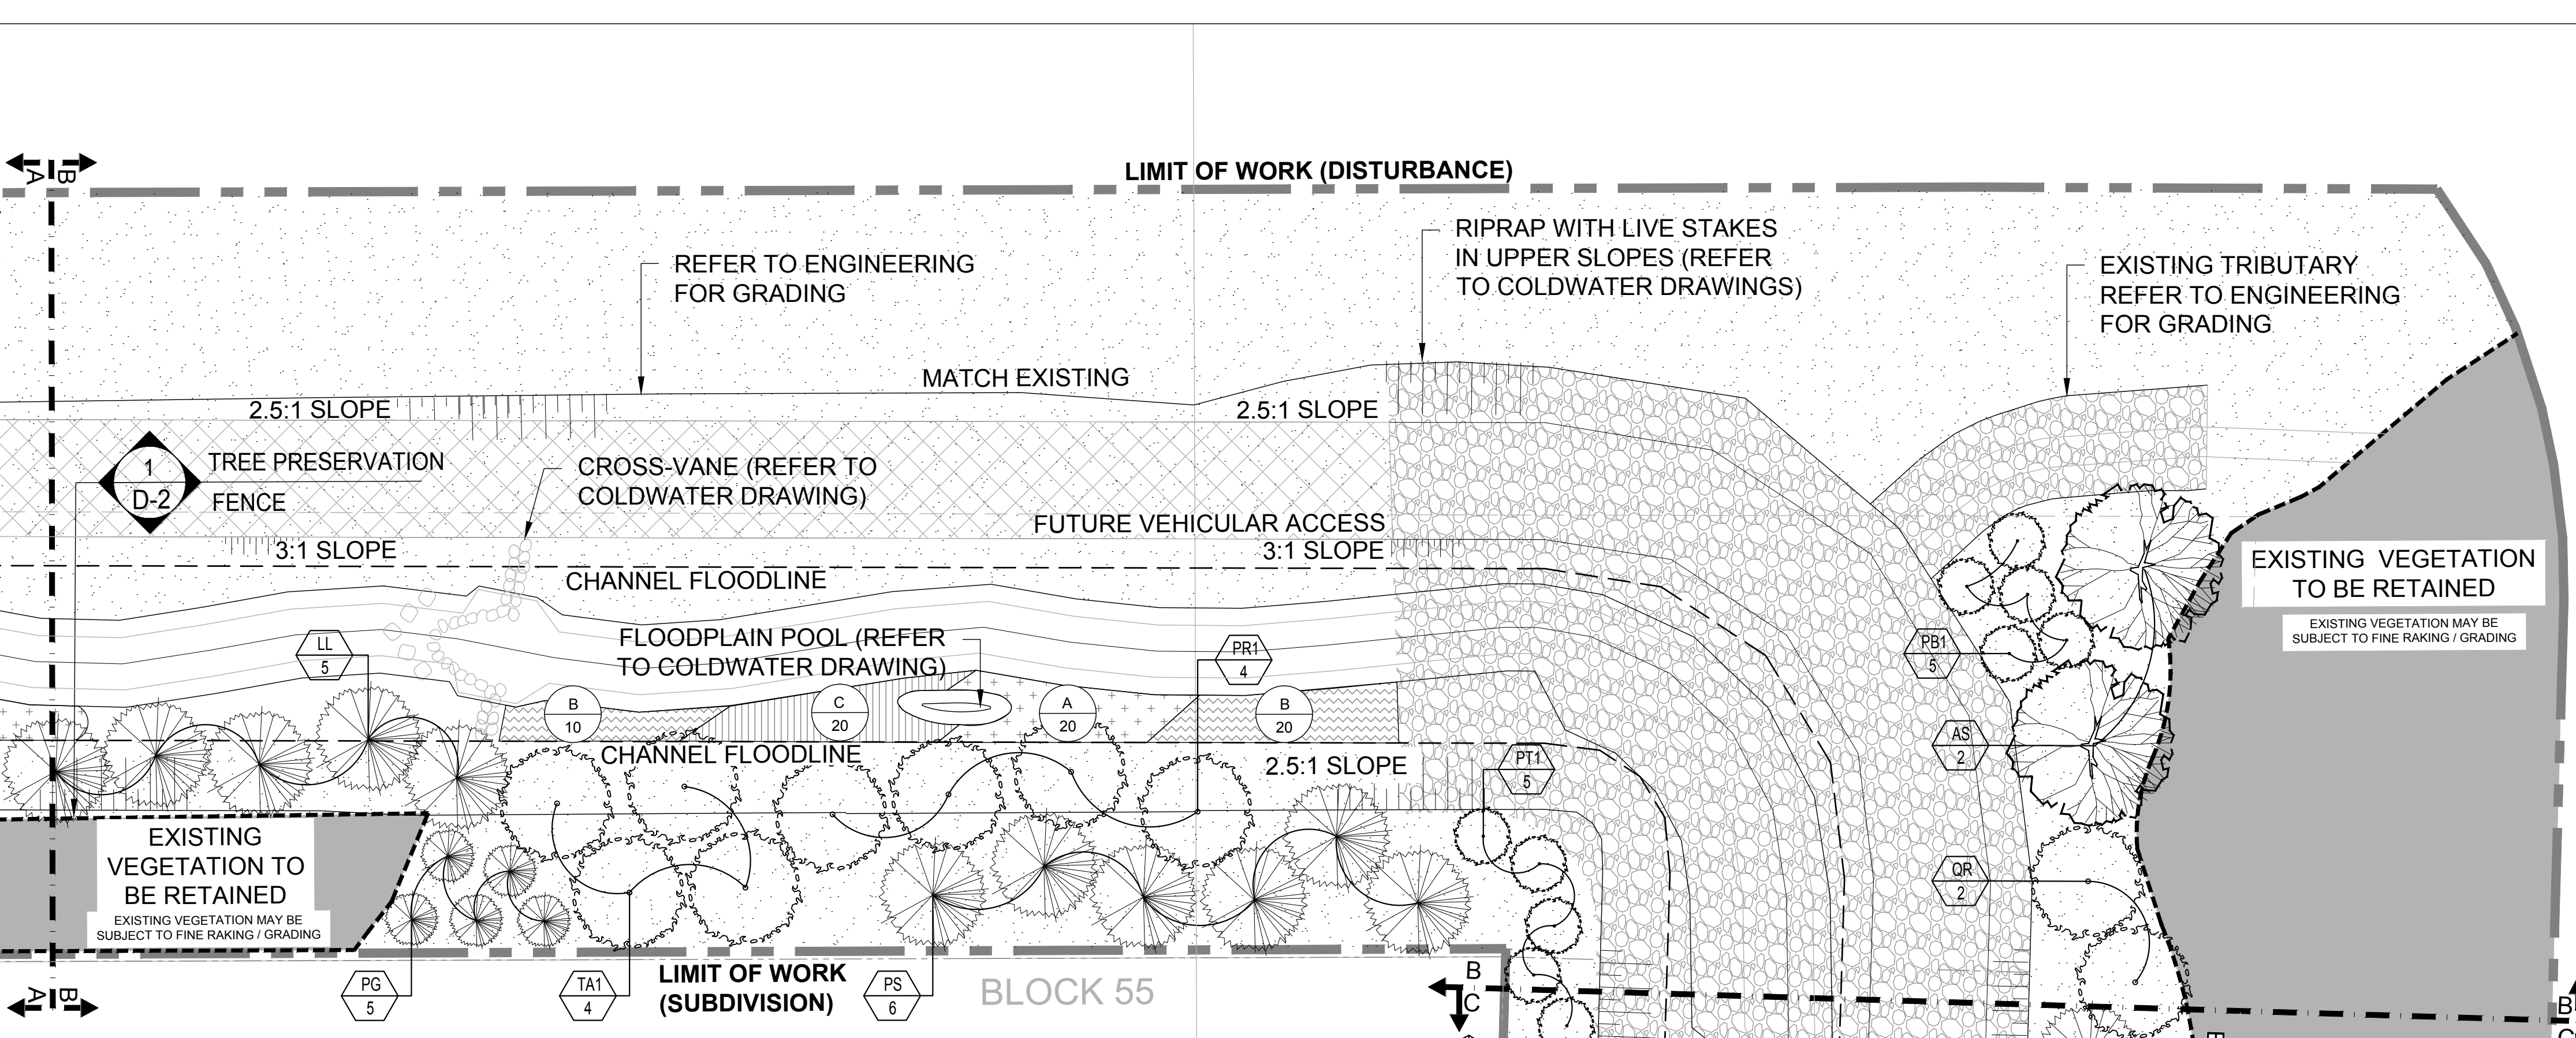 LIMIT OF WORK (DISTURBANCE)
A
B
RIPRAP WITH LIVE STAKES
IN UPPER SLOPES (REFER
TO COLDWATER DRAWINGS)
REFER TO ENGINEERING
FOR GRADING
EXISTING TRIBUTARY
REFER TO ENGINEERING
FOR GRADING
MATCH EXISTING
2.5:1 SLOPE
2.5:1 SLOPE
1
D-2
TREE PRESERVATION
FENCE
CROSS-VANE (REFER TO
COLDWATER DRAWING)
FUTURE VEHICULAR ACCESS
3:1 SLOPE
3:1 SLOPE
CHANNEL FLOODLINE
EXISTING VEGETATION
TO BE RETAINED
EXISTING VEGETATION MAY BE
SUBJECT TO FINE RAKING / GRADING
LL
5
FLOODPLAIN POOL (REFER
TO COLDWATER DRAWING)
PR1
4
PB1
5
B
10
C
20
A
20
B
20
AS
2
CHANNEL FLOODLINE
2.5:1 SLOPE
PT1
5
EXISTING
VEGETATION TO
BE RETAINED
EXISTING VEGETATION MAY BE
SUBJECT TO FINE RAKING / GRADING
QR
2
PG
5
TA1
4
LIMIT OF WORK
(SUBDIVISION)
PS
6
BLOCK 55
A
B
B
C
B